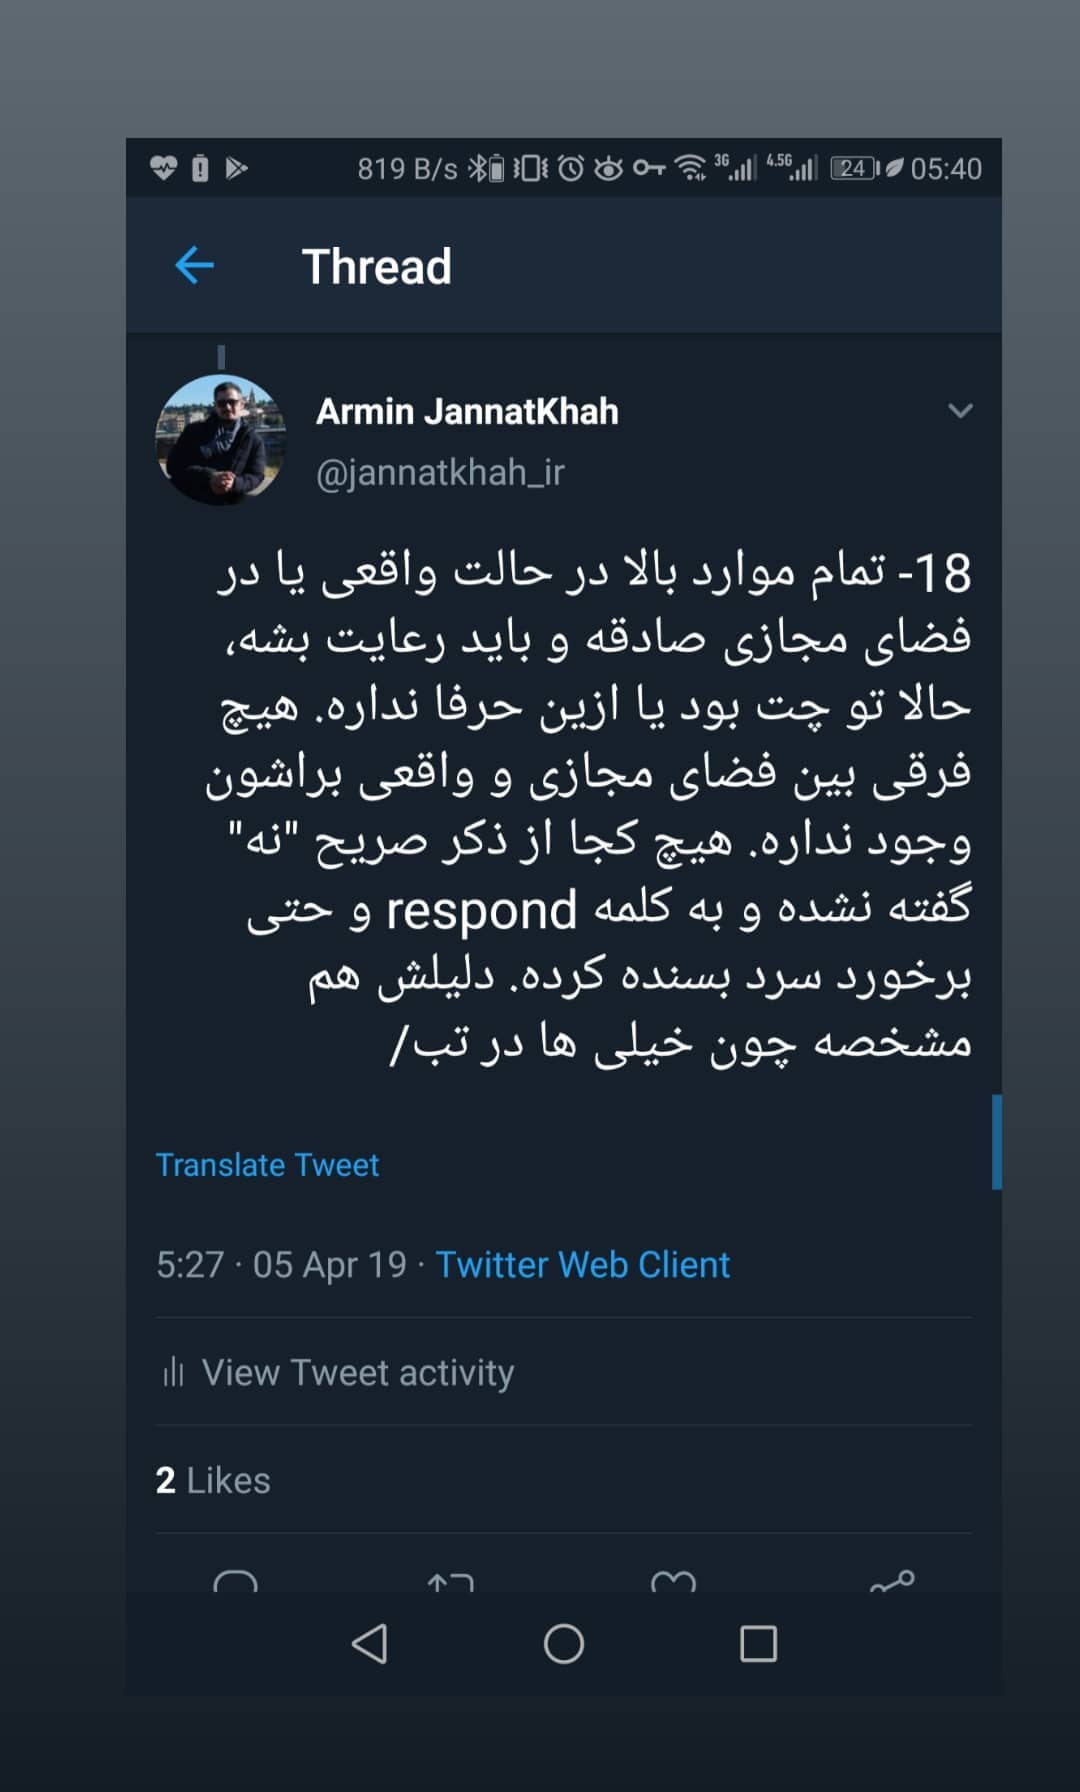 819 B/s 3G 4.5G 24 05:40
Thread
Armin JannatKhah
@jannatkhah_ir
18- تمام موارد بالا در حالت واقعی یا در
فضای مجازی صادقه و باید رعایت بشه،
حالا تو چت بود یا ازین حرفا نداره. هیچ
فرقی بین فضای مجازی و واقعی براشون
وجود نداره. هیچ کجا از ذکر صریح "نه"
گفته نشده و به کلمه respond و حتی
برخورد سرد بسنده کرده. دلیلش هم
مشخصه چون خیلی ها در تب/
Translate Tweet
5:27 · 05 Apr 19 · Twitter Web Client
View Tweet activity
2 Likes